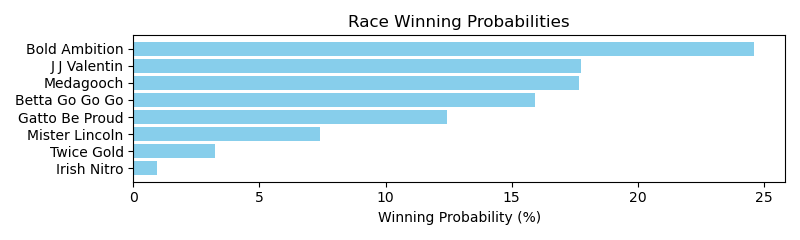 Race Winning Probabilities
Bold Ambition
J J Valentin
Medagooch
Betta Go Go Go
Gatto Be Proud
Mister Lincoln
Twice Gold
Irish Nitro
0 5 10 15 20 25
Winning Probability (%)